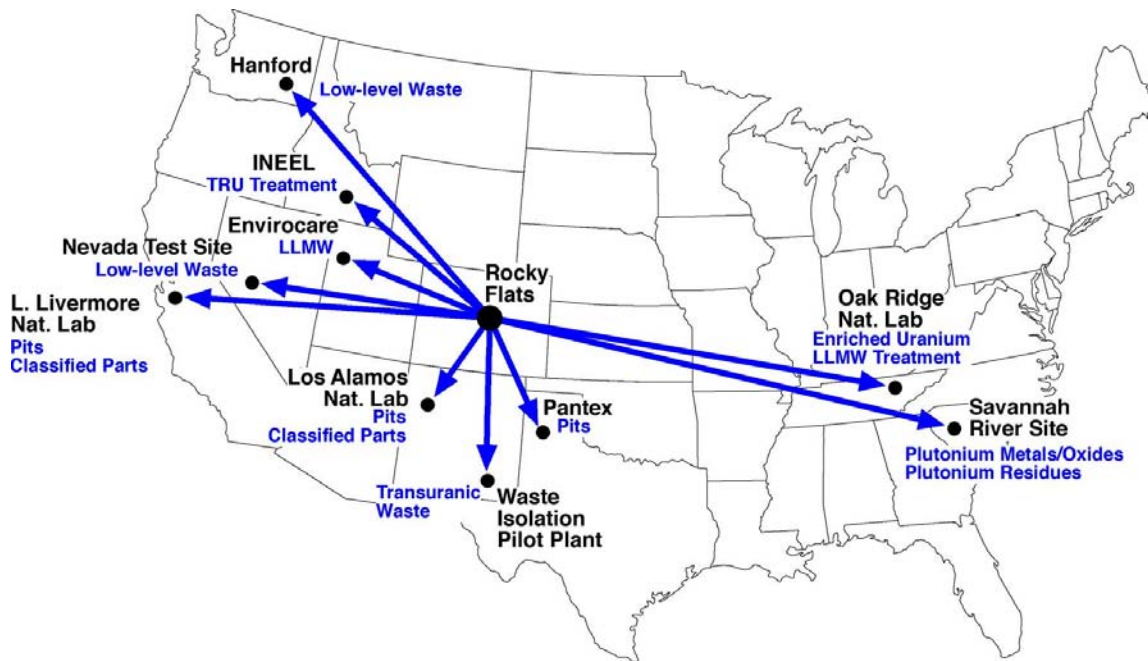 Hanford
Low-level Waste
INEEL
TRU Treatment
Envirocare
LLMW
Nevada Test Site
Low-level Waste
L. Livermore
Nat. Lab
Pits
Classified Parts
Rocky
Flats
Oak Ridge
Nat. Lab
Enriched Uranium
LLMW Treatment
Los Alamos
Nat. Lab
Pits
Classified Parts
Pantex
Pits
Savannah
River Site
Plutonium Metals/Oxides
Plutonium Residues
Transuranic
Waste
Waste
Isolation
Pilot Plant